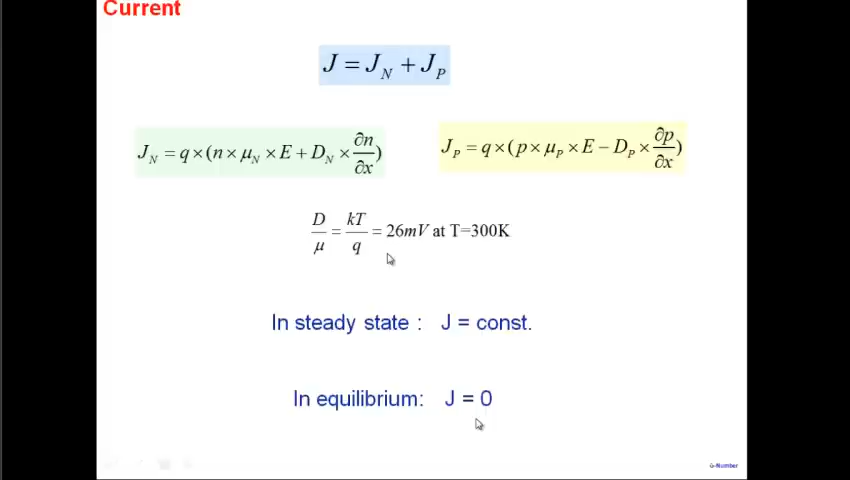 Current
J = J_N + J_P
J_N = q×(n×μ_N×E+D_N×∂n/∂x)
J_P = q×(p×μ_P×E−D_P×∂p/∂x)
D/μ = kT/q = 26mV at T=300K
In steady state : J = const.
In equilibrium: J = 0
G-Number